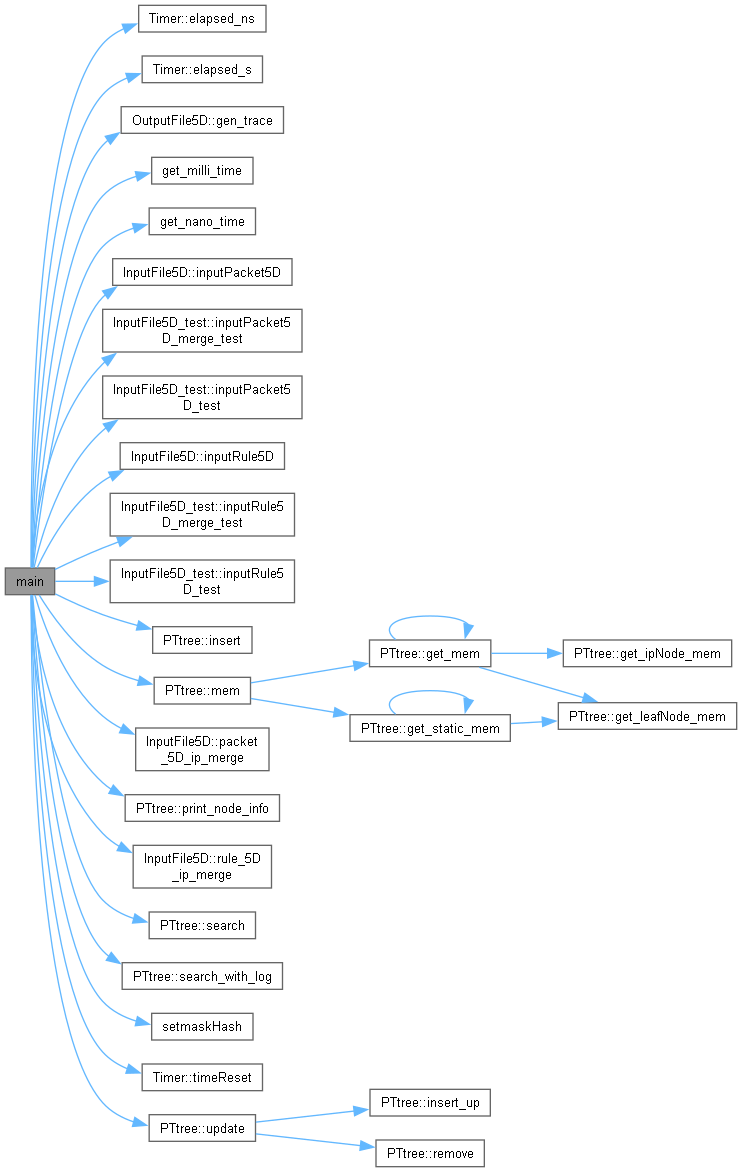 Timer::elapsed_ns
Timer::elapsed_s
OutputFile5D::gen_trace
get_milli_time
get_nano_time
InputFile5D::inputPacket5D
InputFile5D_test::inputPacket5
D_merge_test
InputFile5D_test::inputPacket5
D_test
InputFile5D::inputRule5D
InputFile5D_test::inputRule5
D_merge_test
main
InputFile5D_test::inputRule5
D_test
PTtree::insert
PTtree::mem
PTtree::get_mem
PTtree::get_ipNode_mem
PTtree::get_static_mem
PTtree::get_leafNode_mem
InputFile5D::packet
_5D_ip_merge
PTtree::print_node_info
InputFile5D::rule_5D
_ip_merge
PTtree::search
PTtree::search_with_log
setmaskHash
Timer::timeReset
PTtree::update
PTtree::insert_up
PTtree::remove